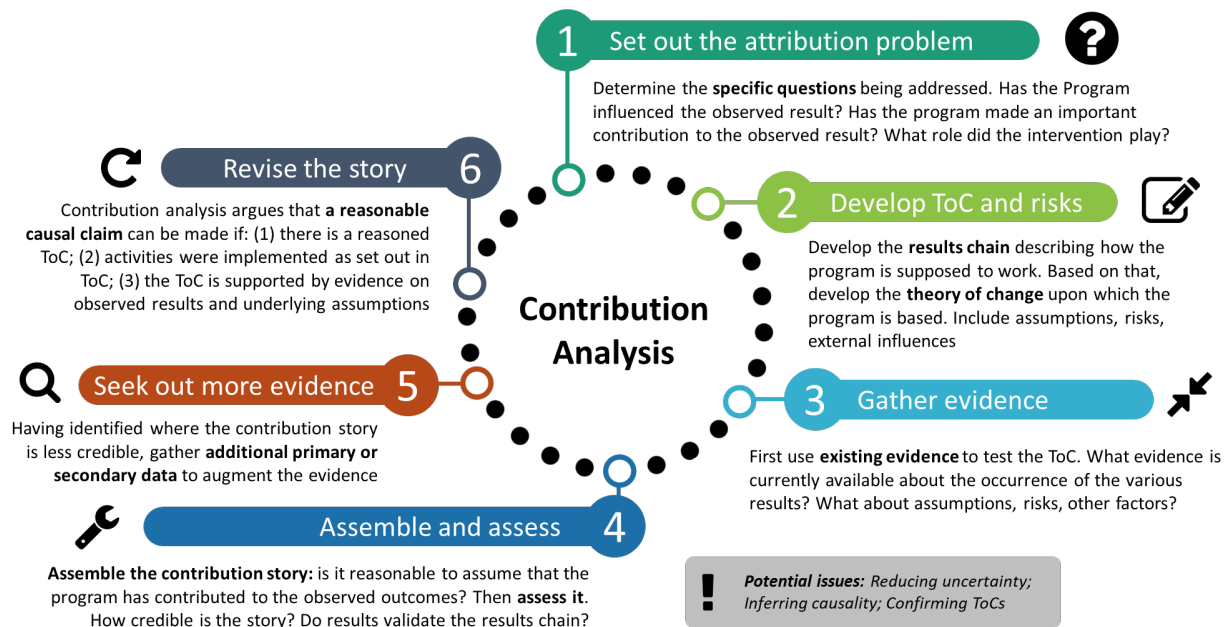 1 Set out the attribution problem
Determine the specific questions being addressed. Has the Program
influenced the observed result? Has the program made an important
contribution to the observed result? What role did the intervention play?
2 Develop ToC and risks
Develop the results chain describing how the
program is supposed to work. Based on that,
develop the theory of change upon which the
program is based. Include assumptions, risks,
external influences
3 Gather evidence
First use existing evidence to test the ToC. What evidence is
currently available about the occurrence of the various
results? What about assumptions, risks, other factors?
Assemble and assess 4
Assemble the contribution story: is it reasonable to assume that the
program has contributed to the observed outcomes? Then assess it.
How credible is the story? Do results validate the results chain?
Seek out more evidence 5
Having identified where the contribution story
is less credible, gather additional primary or
secondary data to augment the evidence
Revise the story 6
Contribution analysis argues that a reasonable
causal claim can be made if: (1) there is a reasoned
ToC; (2) activities were implemented as set out in
ToC; (3) the ToC is supported by evidence on
observed results and underlying assumptions
Contribution
Analysis
Potential issues: Reducing uncertainty;
Inferring causality; Confirming ToCs